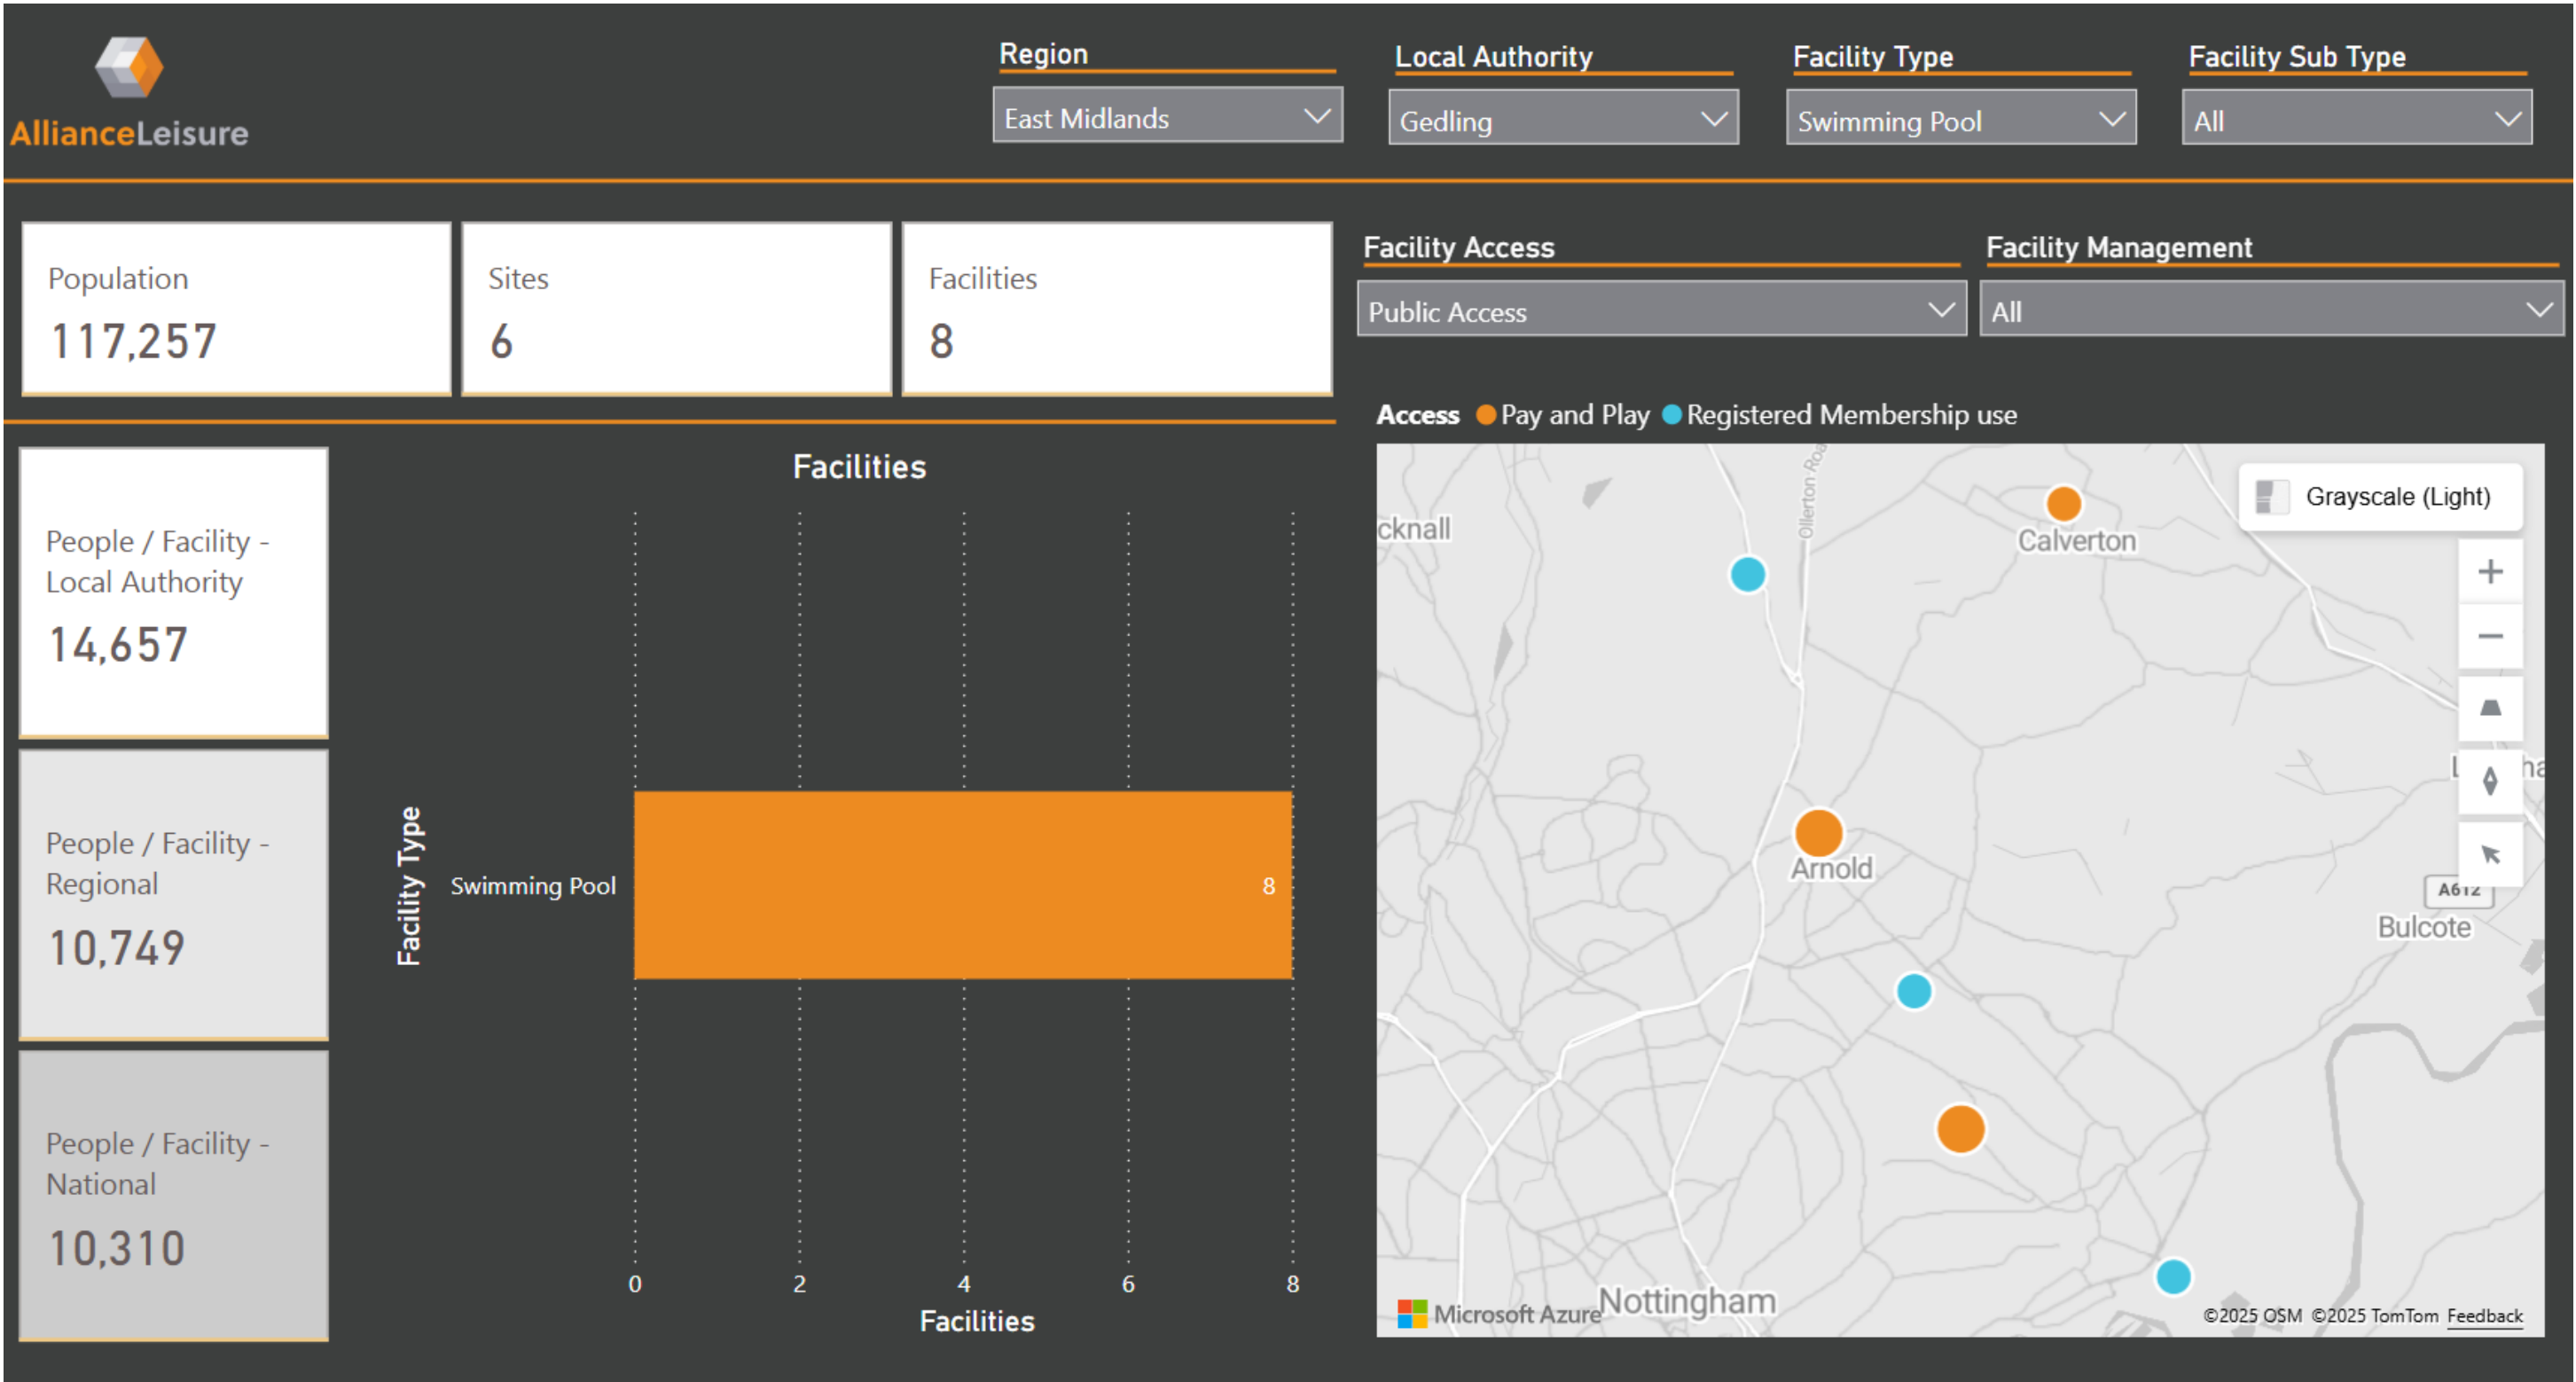 AllianceLeisure
Region
East Midlands
Local Authority
Gedling
Facility Type
Swimming Pool
Facility Sub Type
All
Population
117,257
Sites
6
Facilities
8
Facility Access
Public Access
Facility Management
All
People / Facility -
Local Authority
14,657
People / Facility -
Regional
10,749
People / Facility -
National
10,310
Facilities
Facility Type
Swimming Pool
8
0 2 4 6 8
Facilities
Access Pay and Play Registered Membership use
Grayscale (Light)
cknall
Ollerton Roa
Calverton
Arnold
A612
Bulcote
Nottingham
Microsoft Azure
©2025 OSM ©2025 TomTom Feedback